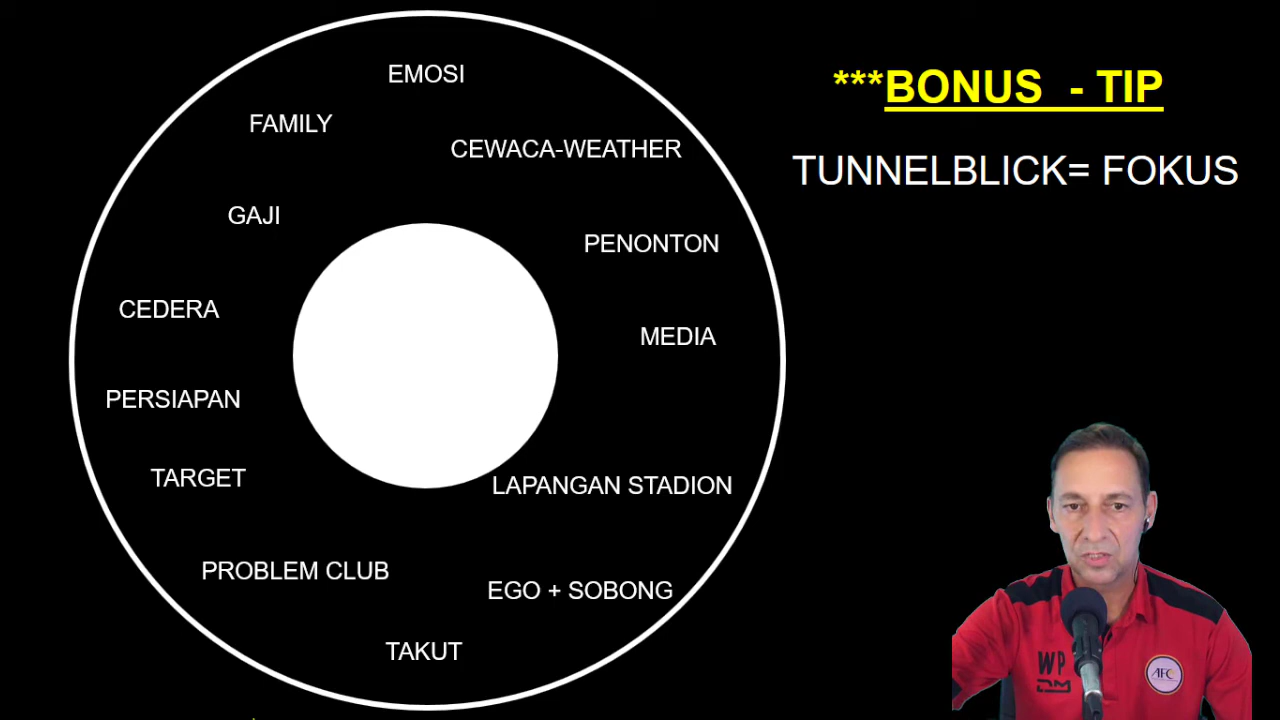 EMOSI
FAMILY
CEWACA-WEATHER
GAJI
PENONTON
CEDERA
MEDIA
PERSIAPAN
TARGET
LAPANGAN STADION
PROBLEM CLUB
EGO + SOBONG
TAKUT
***BONUS - TIP
TUNNELBLICK= FOKUS
WP
AFC